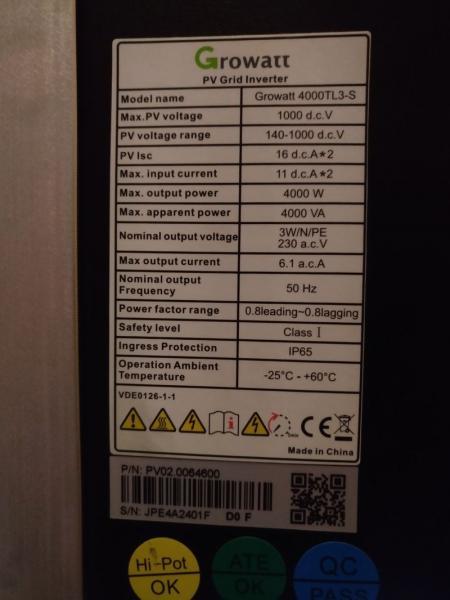 Growatt
PV Grid Inverter
Model name Growatt 4000TL3-S
Max.PV voltage 1000 d.c.V
PV voltage range 140-1000 d.c.V
PV Isc 16 d.c.A*2
Max. input current 11 d.c.A*2
Max. output power 4000 W
Max. apparent power 4000 VA
Nominal output voltage 3W/N/PE
230 a.c.V
Max output current 6.1 a.c.A
Nominal output
Frequency 50 Hz
Power factor range 0.8leading~0.8lagging
Safety level Class I
Ingress Protection IP65
Operation Ambient
Temperature -25°C - +60°C
VDE0126-1-1
CE
Made in China
P/N: PV02.0064600
S/N: JPE4A2401F D0 F
Hi-Pot
OK
ATE
OK
QC
PASS